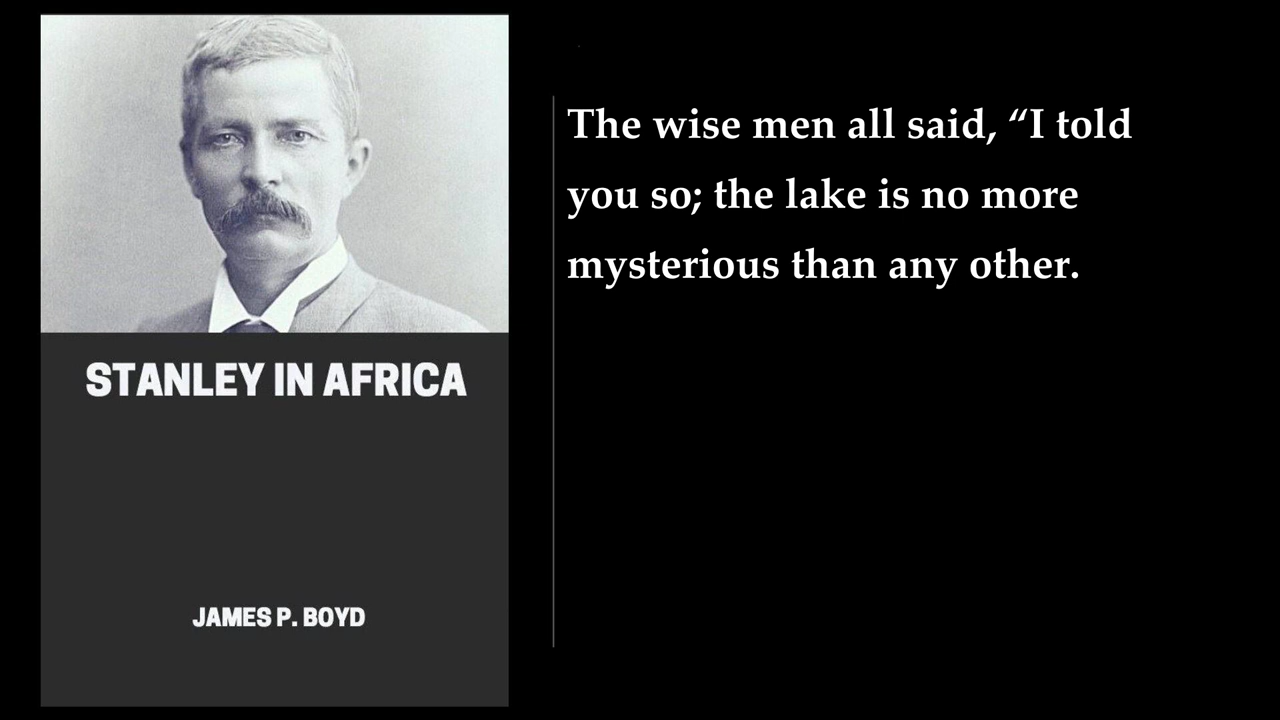 STANLEY IN AFRICA
JAMES P. BOYD
The wise men all said, “I told
you so; the lake is no more
mysterious than any other.